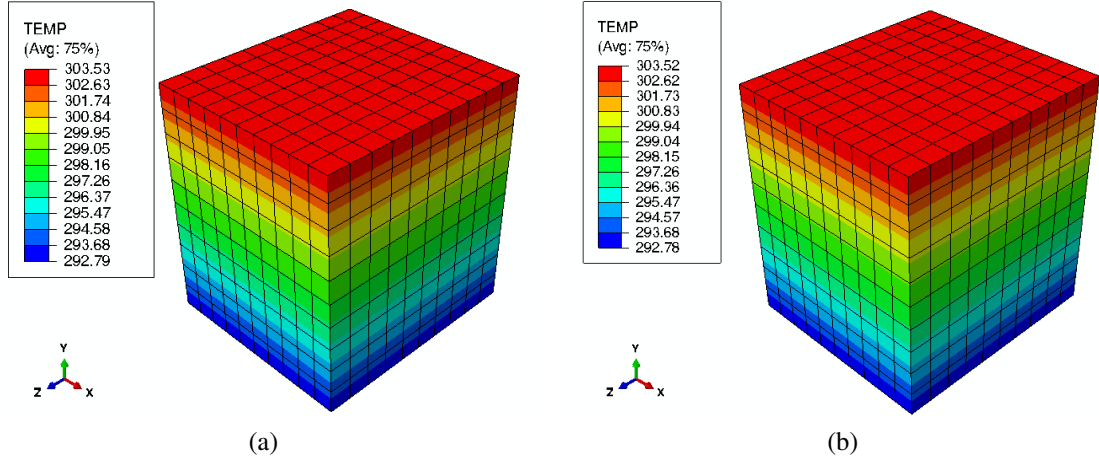 TEMP
(Avg: 75%)
303.53
302.63
301.74
300.84
299.95
299.05
298.16
297.26
296.37
295.47
294.58
293.68
292.79
Y
Z
X
(a)
TEMP
(Avg: 75%)
303.52
302.62
301.73
300.83
299.94
299.04
298.15
297.26
296.36
295.47
294.57
293.68
292.78
Y
Z
X
(b)